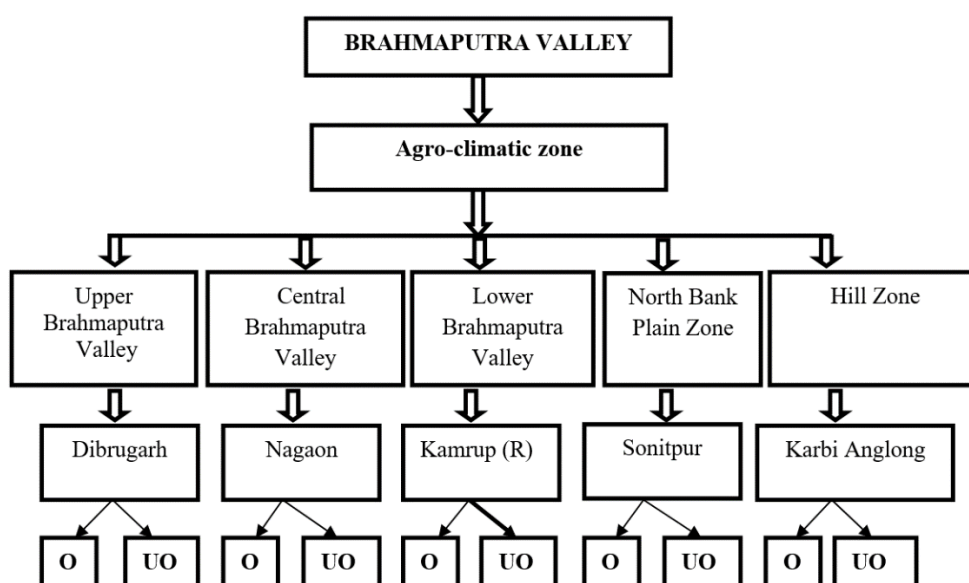 BRAHMAPUTRA VALLEY
Agro-climatic zone
Upper
Brahmaputra
Valley
Central
Brahmaputra
Valley
Lower
Brahmaputra
Valley
North Bank
Plain Zone
Hill Zone
Dibrugarh
Nagaon
Kamrup (R)
Sonitpur
Karbi Anglong
O
UO
O
UO
O
UO
O
UO
O
UO